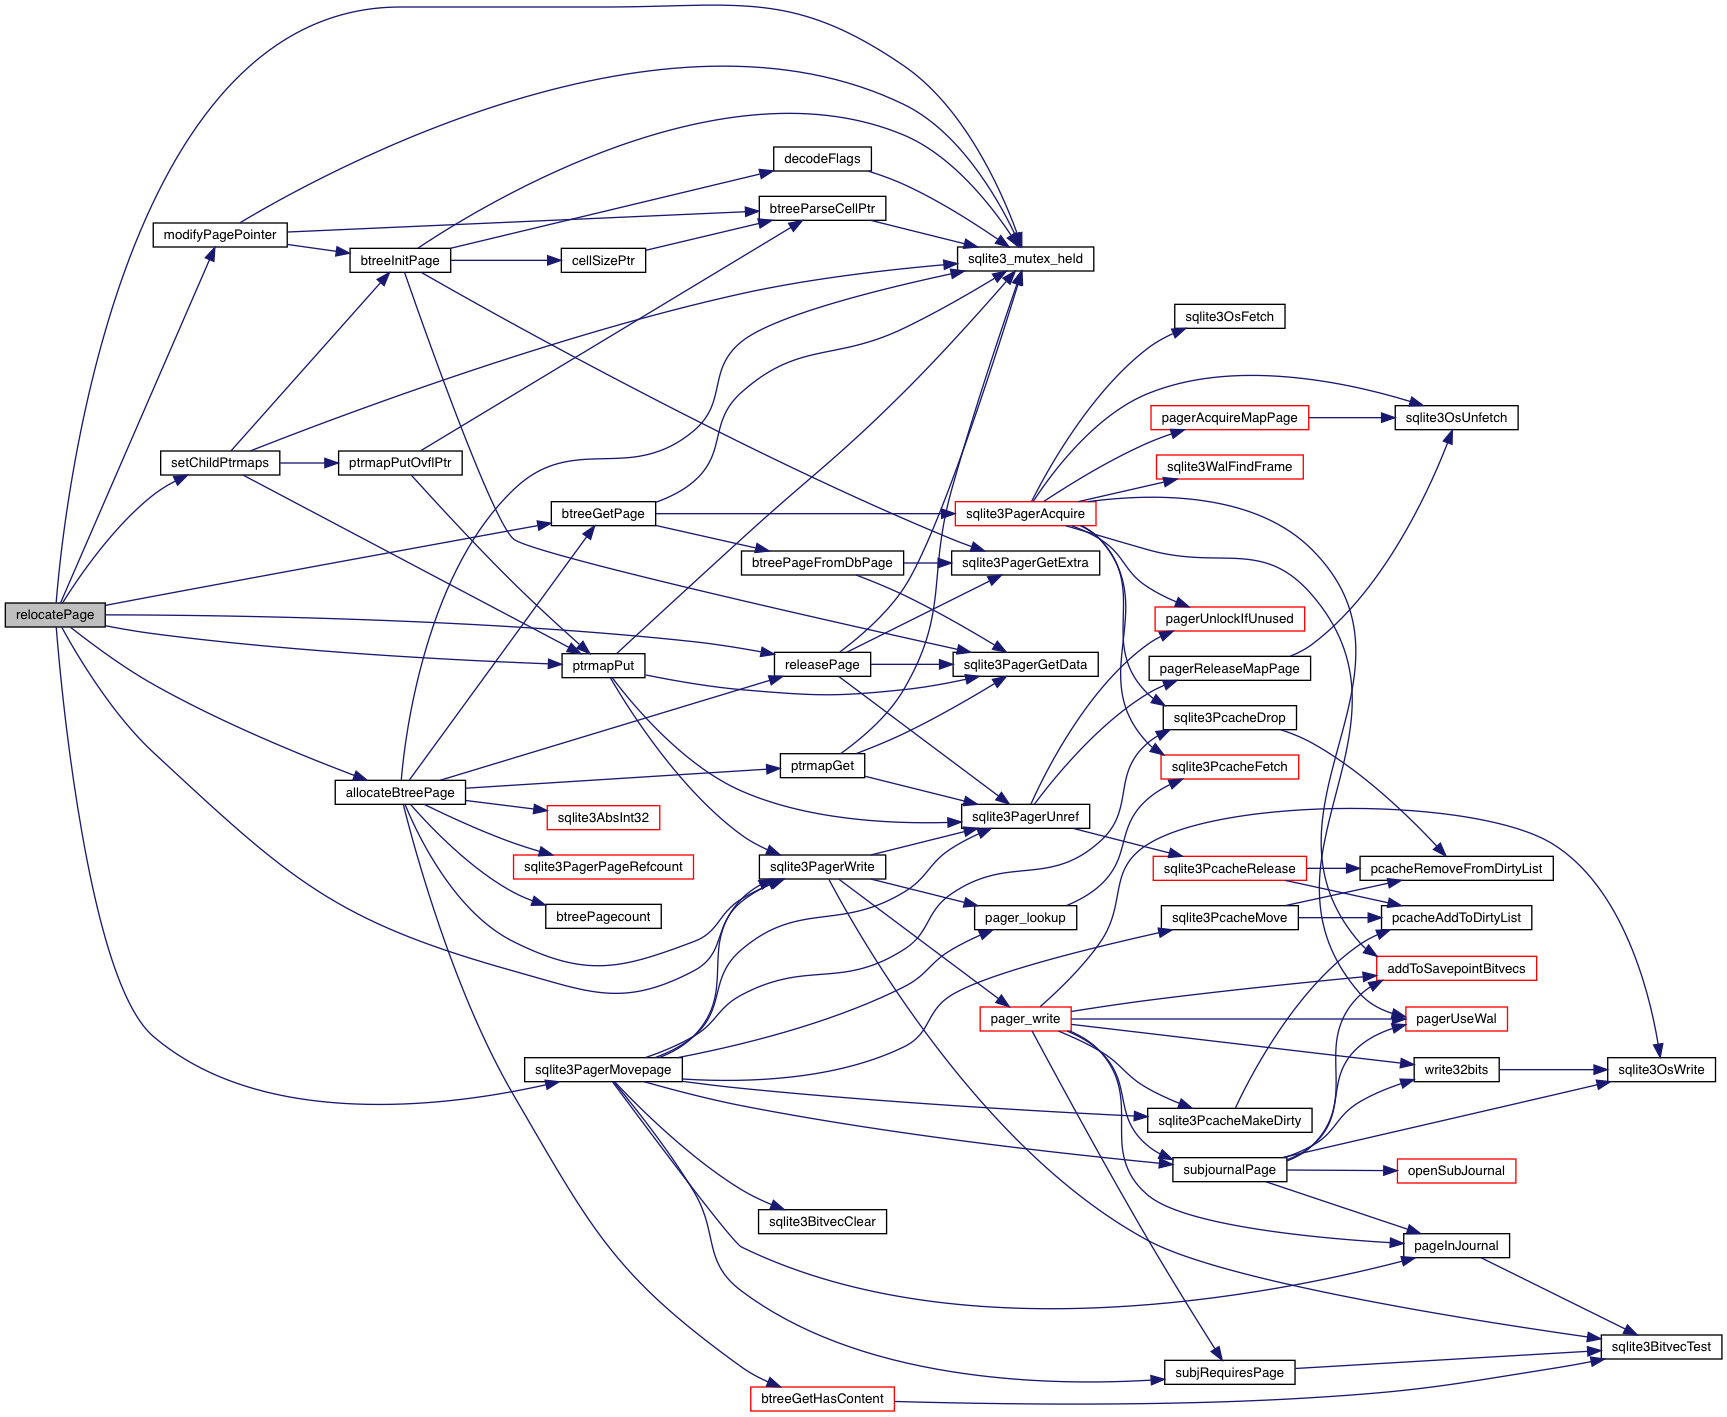 decodeFlags
btreeParseCellPtr
modifyPagePointer
btreeInitPage
cellSizePtr
sqlite3_mutex_held
sqlite3OsFetch
pagerAcquireMapPage
sqlite3OsUnfetch
setChildPtrmaps
ptrmapPutOvflPtr
sqlite3WalFindFrame
btreeGetPage
sqlite3PagerAcquire
btreePageFromDbPage
sqlite3PagerGetExtra
relocatePage
pagerUnlockIfUnused
ptrmapPut
releasePage
sqlite3PagerGetData
pagerReleaseMapPage
sqlite3PcacheDrop
ptrmapGet
sqlite3PcacheFetch
allocateBtreePage
sqlite3AbsInt32
sqlite3PagerUnref
sqlite3PagerPageRefcount
sqlite3PagerWrite
sqlite3PcacheRelease
pcacheRemoveFromDirtyList
btreePagecount
pager_lookup
sqlite3PcacheMove
pcacheAddToDirtyList
addToSavepointBitvecs
pager_write
pagerUseWal
sqlite3PagerMovepage
write32bits
sqlite3OsWrite
sqlite3PcacheMakeDirty
subjournalPage
openSubJournal
sqlite3BitvecClear
pageInJournal
sqlite3BitvecTest
subjRequiresPage
btreeGetHasContent